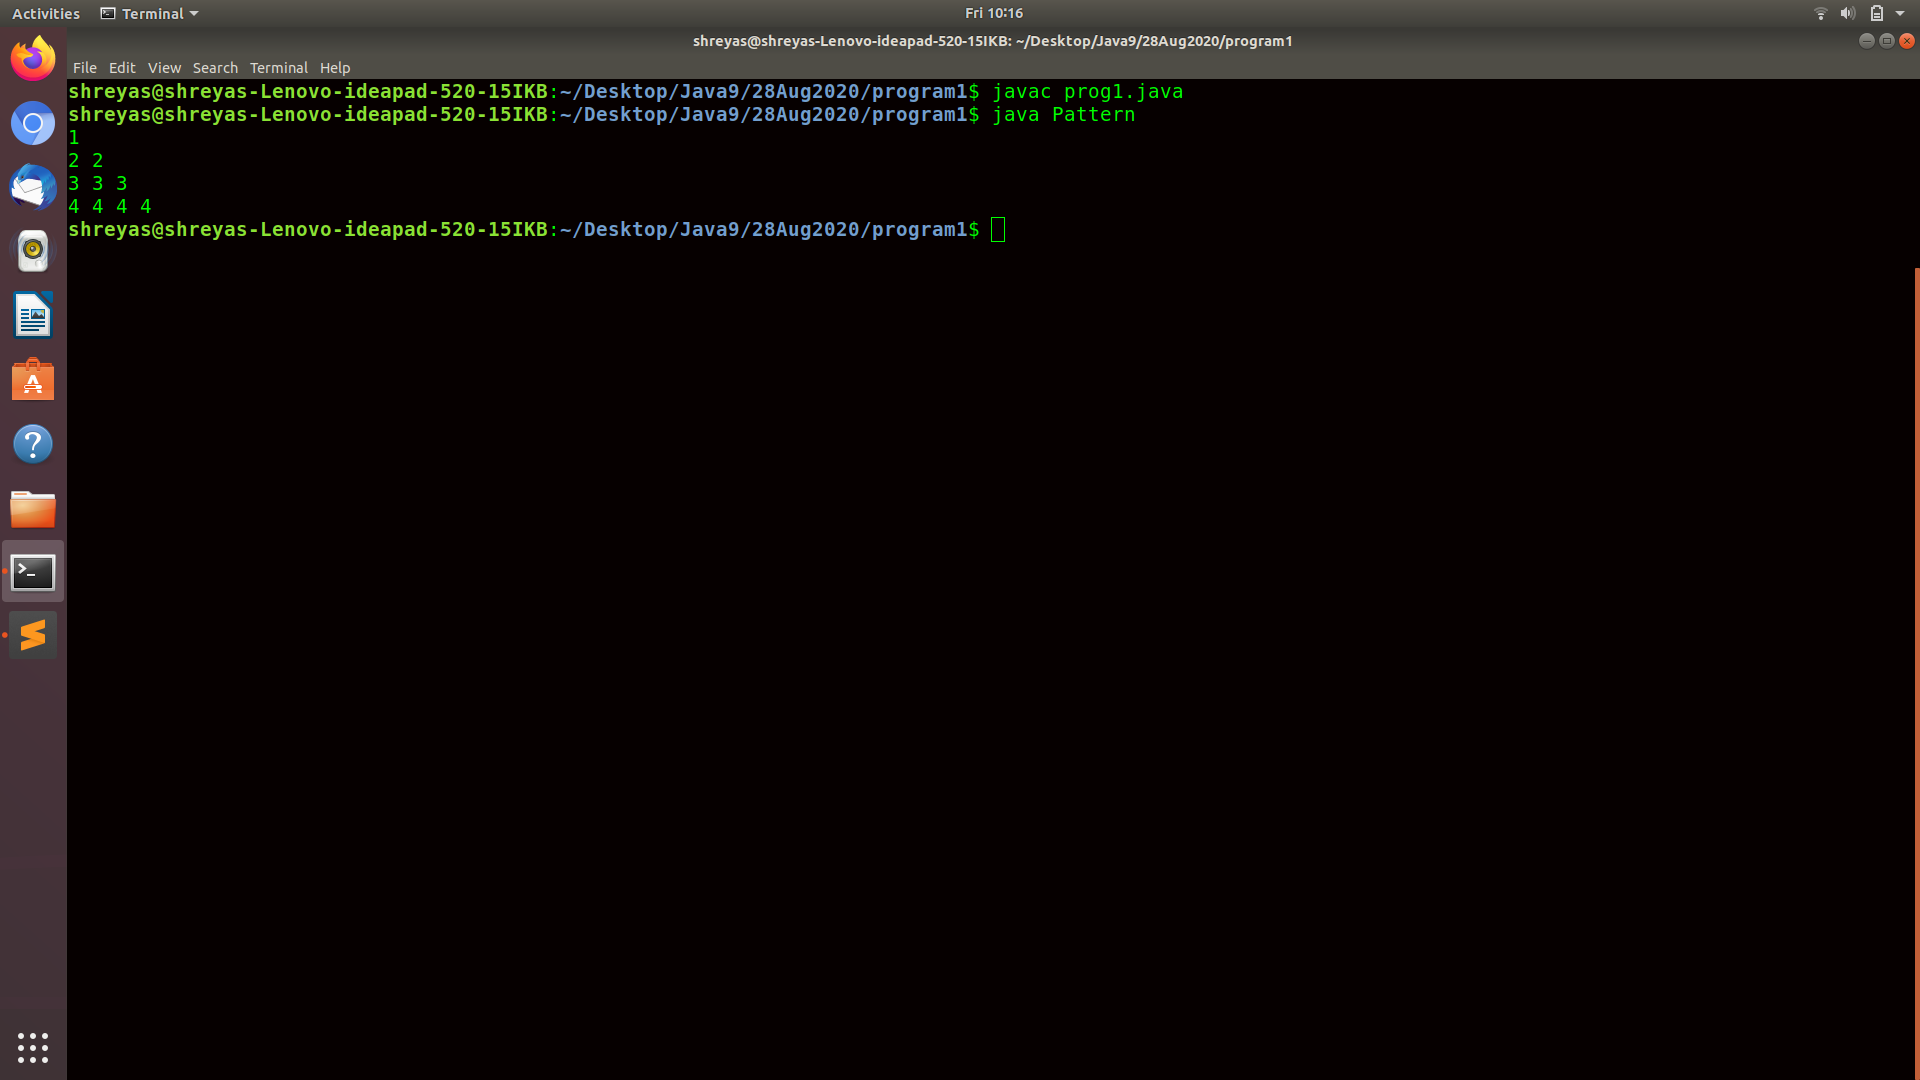 Activities Terminal Fri 10:16
shreyas@shreyas-Lenovo-ideapad-520-15IKB: ~/Desktop/Java9/28Aug2020/program1
File Edit View Search Terminal Help
shreyas@shreyas-Lenovo-ideapad-520-15IKB:~/Desktop/Java9/28Aug2020/program1$ javac prog1.java
shreyas@shreyas-Lenovo-ideapad-520-15IKB:~/Desktop/Java9/28Aug2020/program1$ java Pattern
1
2 2
3 3 3
4 4 4 4
shreyas@shreyas-Lenovo-ideapad-520-15IKB:~/Desktop/Java9/28Aug2020/program1$